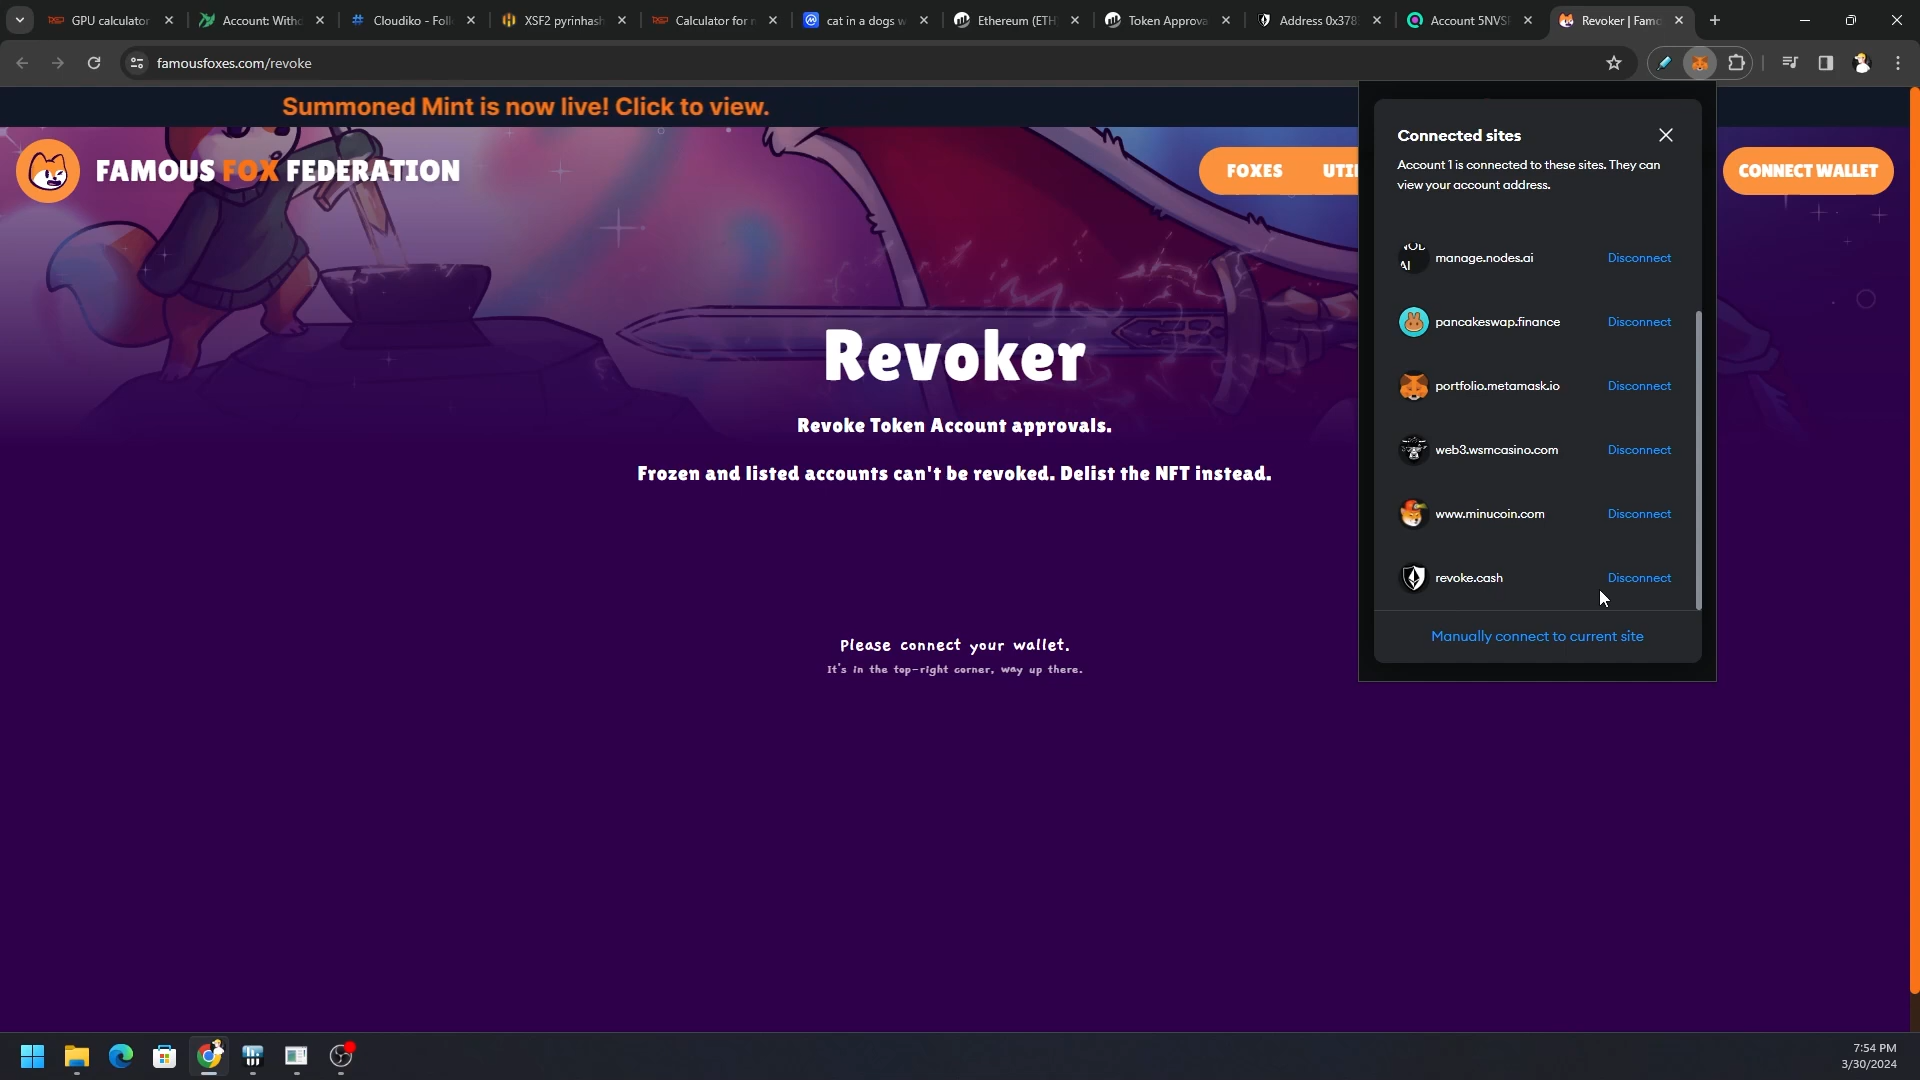 GPU calculator
Account: With
Cloudiko - Foll
XSF2 pyrinhash
Calculator for n
cat in a dogs w
Ethereum (ETH
Token Approva
Address 0x378
Account 5NVS
Revoker | Famo
famousfoxes.com/revoke
Summoned Mint is now live! Click to view.
FAMOUS FOX FEDERATION
FOXES
UTI
CONNECT WALLET
Revoker
Revoke Token Account approvals.
Frozen and listed accounts can't be revoked. Delist the NFT instead.
Please connect your wallet.
It's in the top-right corner, way up there.
Connected sites
Account 1 is connected to these sites. They can
view your account address.
manage.nodes.ai Disconnect
pancakeswap.finance Disconnect
portfolio.metamask.io Disconnect
web3.wsmcasino.com Disconnect
www.minucoin.com Disconnect
revoke.cash Disconnect
Manually connect to current site
7:54 PM
3/30/2024